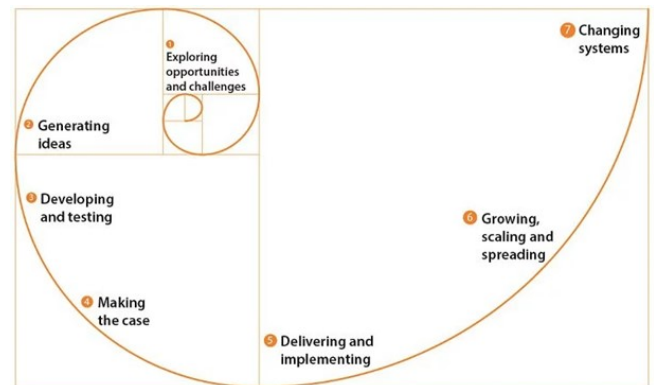 1
Exploring
opportunities
and challenges
2 Generating
ideas
3 Developing
and testing
4 Making
the case
5 Delivering and
implementing
6 Growing,
scaling and
spreading
7 Changing
systems